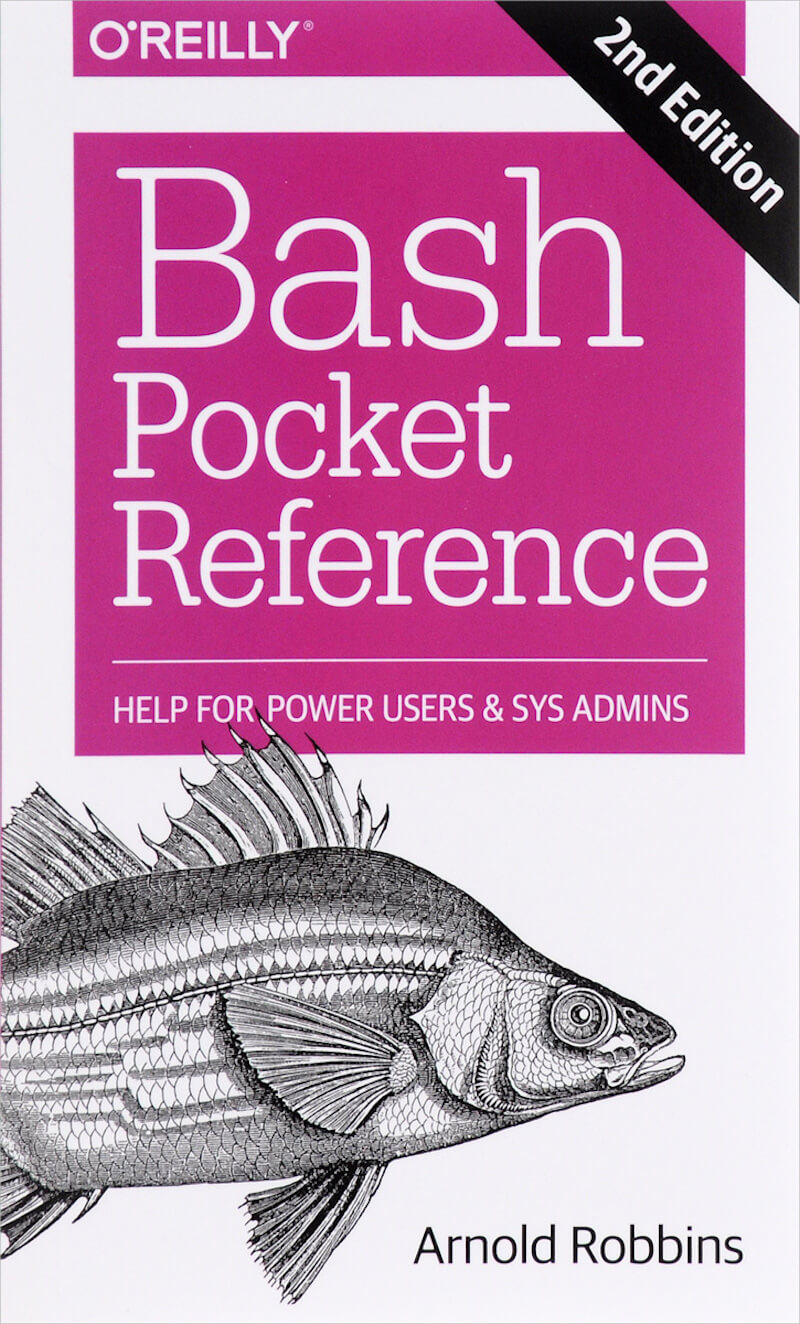 O'REILLY®
2nd Edition
Bash
Pocket
Reference
HELP FOR POWER USERS & SYS ADMINS
Arnold Robbins